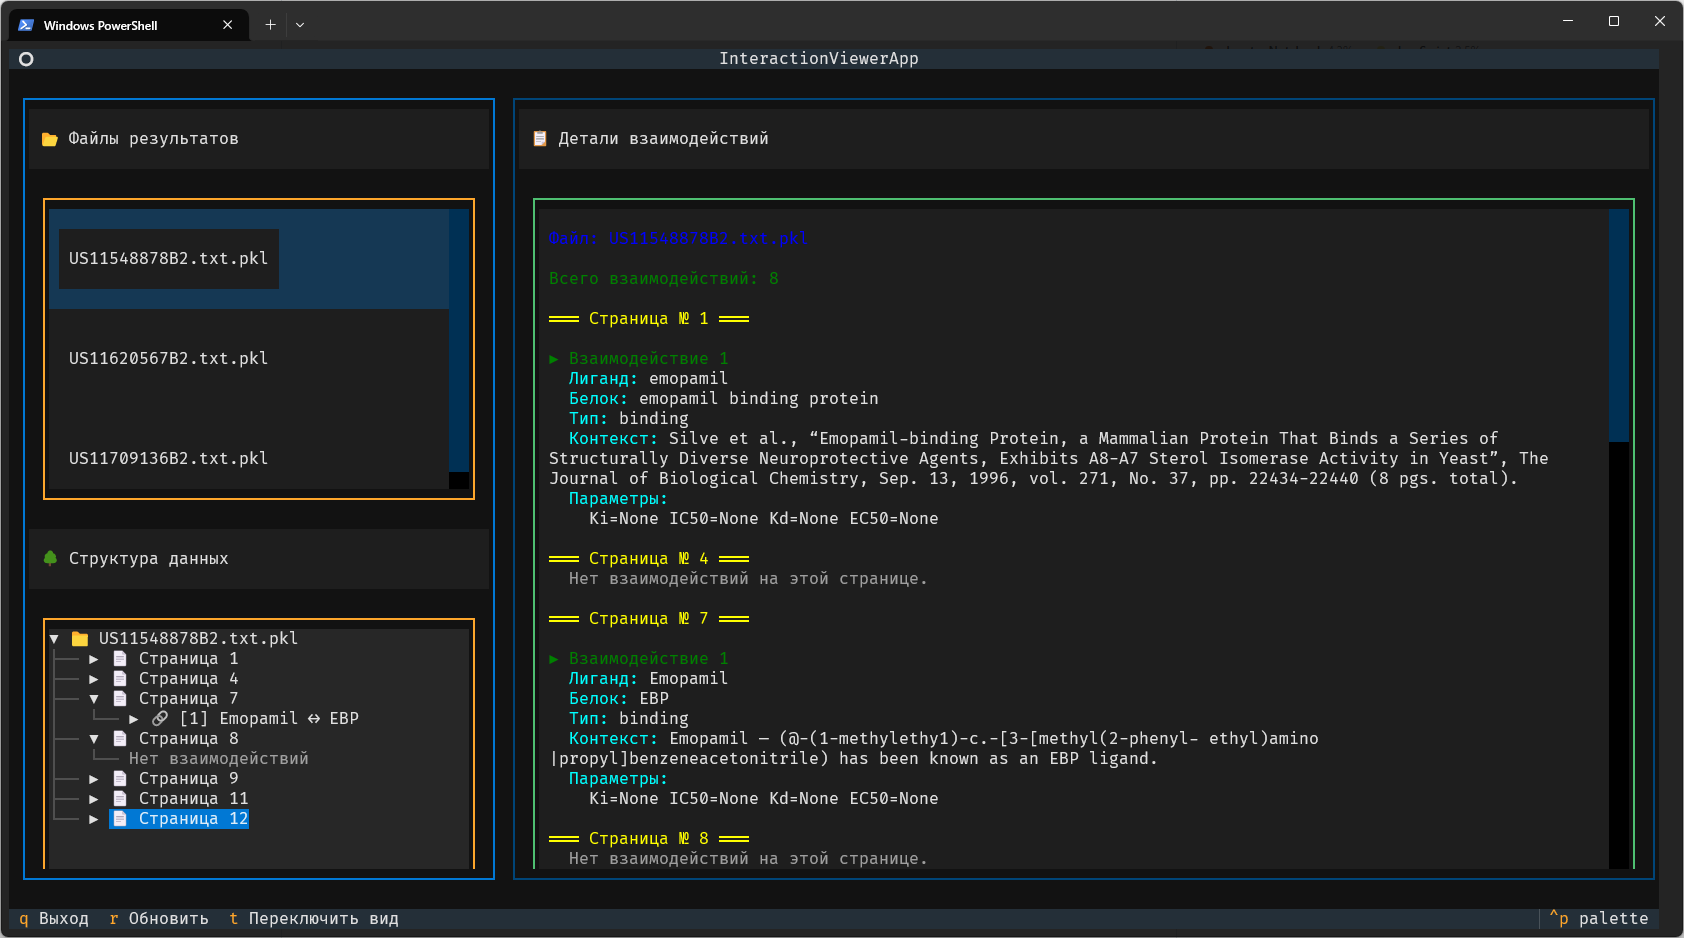 Windows PowerShell
InteractionViewerApp
Файлы результатов
US11548878B2.txt.pkl
US11620567B2.txt.pkl
US11709136B2.txt.pkl
Структура данных
US11548878B2.txt.pkl
Страница 1
Страница 4
Страница 7
[1] Emopamil ↔ EBP
Страница 8
Нет взаимодействий
Страница 9
Страница 11
Страница 12
Детали взаимодействий
Файл: US11548878B2.txt.pkl
Всего взаимодействий: 8
═══ Страница № 1 ═══
▶ Взаимодействие 1
Лиганд: emopamil
Белок: emopamil binding protein
Тип: binding
Контекст: Silve et al., “Emopamil-binding Protein, a Mammalian Protein That Binds a Series of
Structurally Diverse Neuroprotective Agents, Exhibits A8-A7 Sterol Isomerase Activity in Yeast”, The
Journal of Biological Chemistry, Sep. 13, 1996, vol. 271, No. 37, pp. 22434-22440 (8 pgs. total).
Параметры:
Ki=None IC50=None Kd=None EC50=None
═══ Страница № 4 ═══
Нет взаимодействий на этой странице.
═══ Страница № 7 ═══
▶ Взаимодействие 1
Лиганд: Emopamil
Белок: EBP
Тип: binding
Контекст: Emopamil — (@-(1-methylethy1)-c.-[3-[methyl(2-phenyl- ethyl)amino
|propyl]benzeneacetonitrile) has been known as an EBP ligand.
Параметры:
Ki=None IC50=None Kd=None EC50=None
═══ Страница № 8 ═══
Нет взаимодействий на этой странице.
q Выход r Обновить t Переключить вид
^p palette